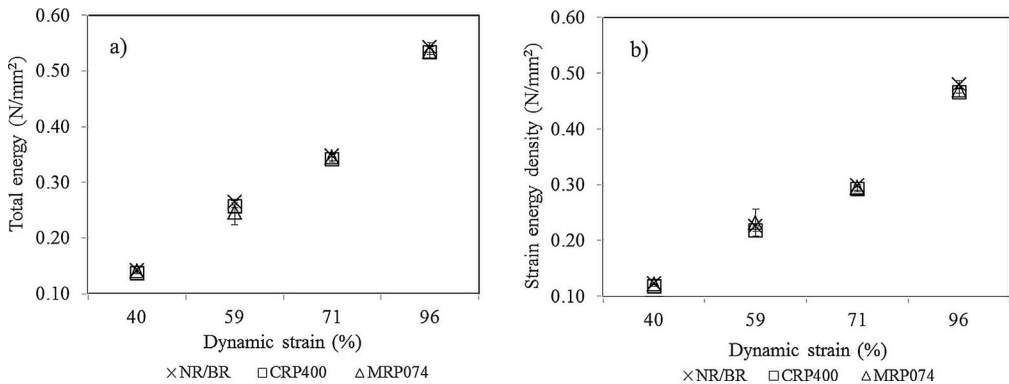 a)
Total energy (N/mm²)
0.60
0.50
0.40
0.30
0.20
0.10
40 59 71 96
Dynamic strain (%)
×NR/BR □CRP400 △MRP074
b)
Strain energy density (N/mm²)
0.60
0.50
0.40
0.30
0.20
0.10
40 59 71 96
Dynamic strain (%)
×NR/BR □CRP400 △MRP074